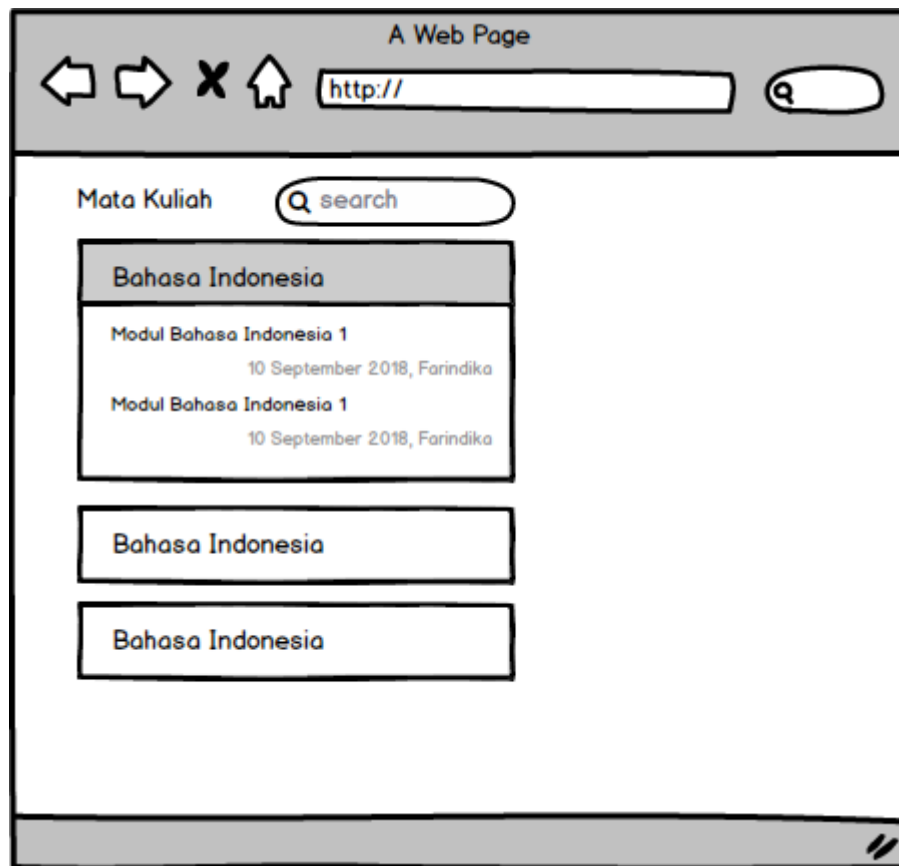 A Web Page
http://
Mata Kuliah
search
Bahasa Indonesia
Modul Bahasa Indonesia 1
10 September 2018, Farindika
Modul Bahasa Indonesia 1
10 September 2018, Farindika
Bahasa Indonesia
Bahasa Indonesia